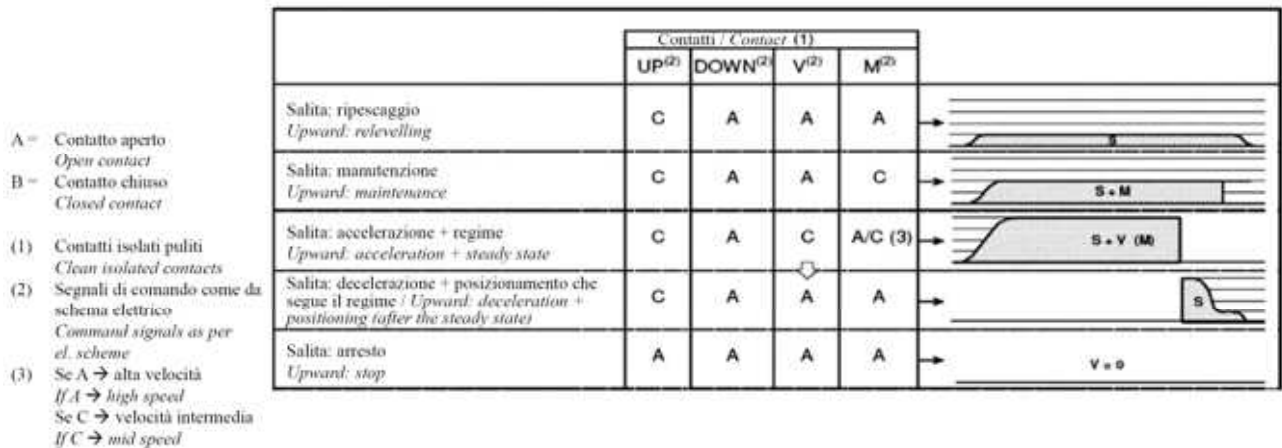 A = Contatto aperto
Open contact
B = Contatto chiuso
Closed contact
(1) Contatti isolati puliti
Clean isolated contacts
(2) Segnali di comando come da
schema elettrico
Command signals as per
el. scheme
(3) Se A → alta velocità
If A → high speed
Se C → velocità intermedia
If C → mid speed
Contatti / Contact (1)
UP(2) DOWN(2) V(2) M(2)
Salita: ripescaggio
Upward: relevelling
C A A A
S
Salita: manutenzione
Upward: maintenance
C A A C
S + M
Salita: accelerazione + regime
Upward: acceleration + steady state
C A C A/C (3)
S + V (M)
Salita: decelerazione + posizionamento che
segue il regime / Upward: deceleration +
positioning (after the steady state)
C A A A
S
Salita: arresto
Upward: stop
A A A A
V = 0